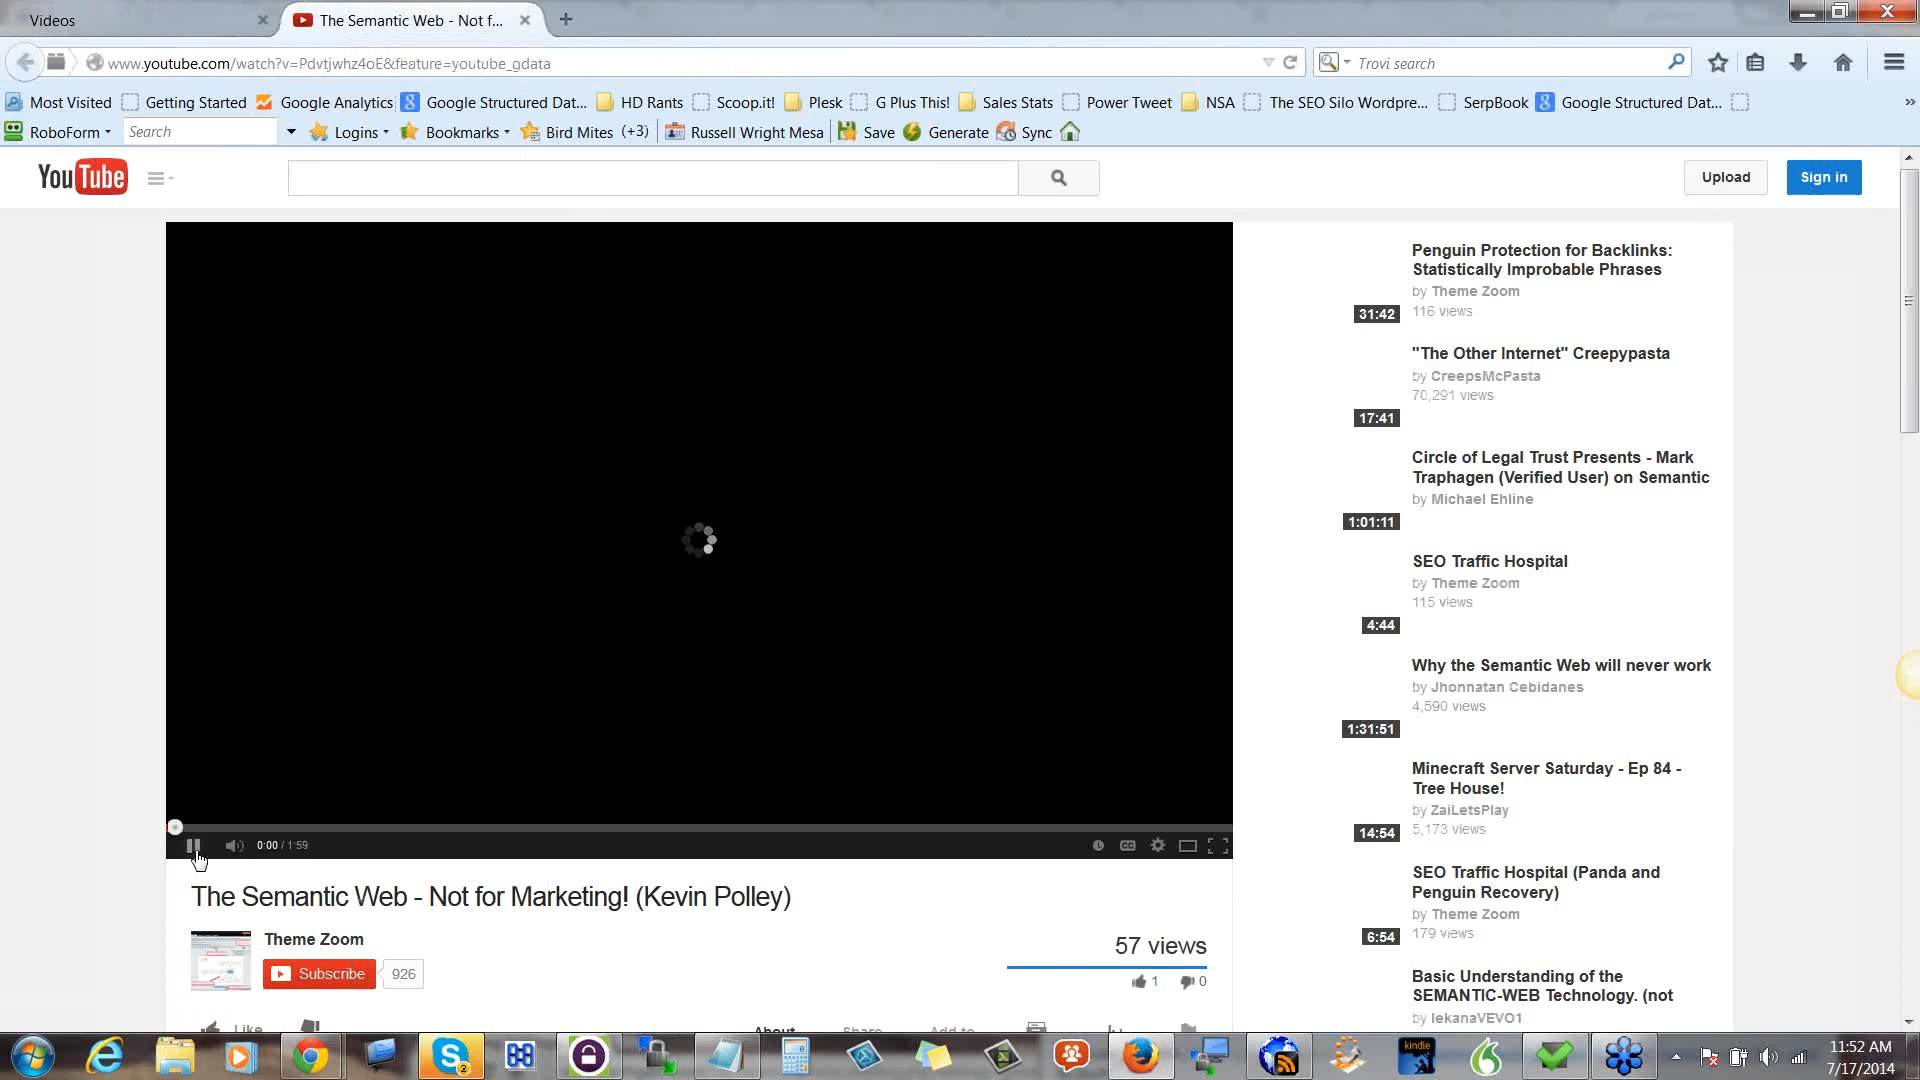 Videos
The Semantic Web - Not f...
www.youtube.com/watch?v=Pdvtjwhz4oE&feature=youtube_gdata
Trovi search
Most Visited Getting Started Google Analytics Google Structured Dat... HD Rants Scoop.it! Plesk G Plus This! Sales Stats Power Tweet NSA The SEO Silo Wordpre... SerpBook Google Structured Dat...
RoboForm Search Logins Bookmarks Bird Mites (+3) Russell Wright Mesa Save Generate Sync
YouTube
Upload
Sign in
0:00 / 1:59
CC
The Semantic Web - Not for Marketing! (Kevin Polley)
Theme Zoom
Subscribe 926
57 views
1 0
Like
About Share Add to
Penguin Protection for Backlinks:
Statistically Improbable Phrases
by Theme Zoom
116 views
31:42
"The Other Internet" Creepypasta
by CreepsMcPasta
70,291 views
17:41
Circle of Legal Trust Presents - Mark
Traphagen (Verified User) on Semantic
by Michael Ehline
1:01:11
SEO Traffic Hospital
by Theme Zoom
115 views
4:44
Why the Semantic Web will never work
by Jhonnatan Cebidanes
4,590 views
1:31:51
Minecraft Server Saturday - Ep 84 -
Tree House!
by ZaiLetsPlay
5,173 views
14:54
SEO Traffic Hospital (Panda and
Penguin Recovery)
by Theme Zoom
179 views
6:54
Basic Understanding of the
SEMANTIC-WEB Technology. (not
by lekanaVEVO1
kindle
2
11:52 AM
7/17/2014